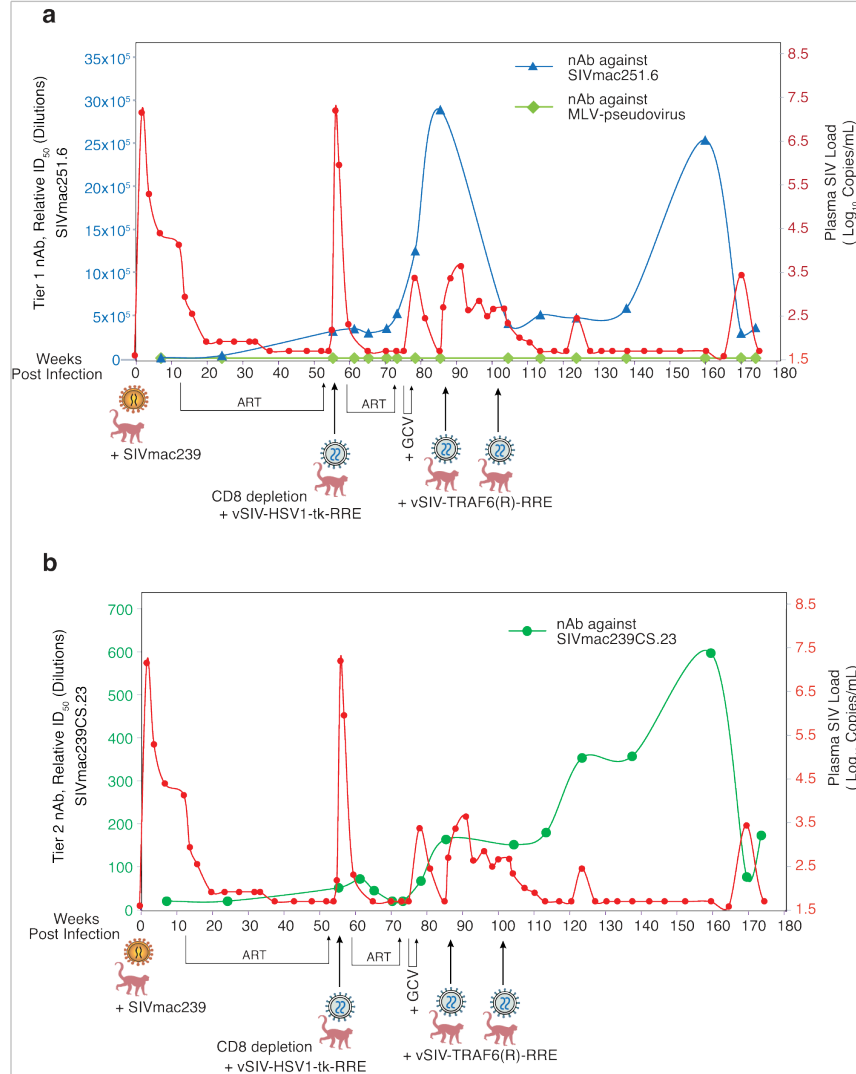 a
35x10⁵
30x10⁵
25x10⁵
20x10⁵
15x10⁵
10x10⁵
5x10⁵
0
Tier 1 nAb, Relative ID₅₀ (Dilutions)
SIVmac251.6
nAb against
SIVmac251.6
nAb against
MLV-pseudovirus
8.5
7.5
6.5
5.5
4.5
3.5
2.5
1.5
Plasma SIV Load
( Log₁₀ Copies/mL)
Weeks
Post Infection
0 10 20 30 40 50 60 70 80 90 100 110 120 130 140 150 160 170 180
ART
ART
+ GCV
+ SIVmac239
CD8 depletion
+ vSIV-HSV1-tk-RRE
+ vSIV-TRAF6(R)-RRE
b
700
600
500
400
300
200
100
0
Tier 2 nAb, Relative ID₅₀ (Dilutions)
SIVmac239CS.23
nAb against
SIVmac239CS.23
8.5
7.5
6.5
5.5
4.5
3.5
2.5
1.5
Plasma SIV Load
( Log Copies/mL)
Weeks
Post Infection
0 10 20 30 40 50 60 70 80 90 100 110 120 130 140 150 160 170 180
ART
ART
+ GCV
+ SIVmac239
CD8 depletion
+ vSIV-HSV1-tk-RRE
+ vSIV-TRAF6(R)-RRE